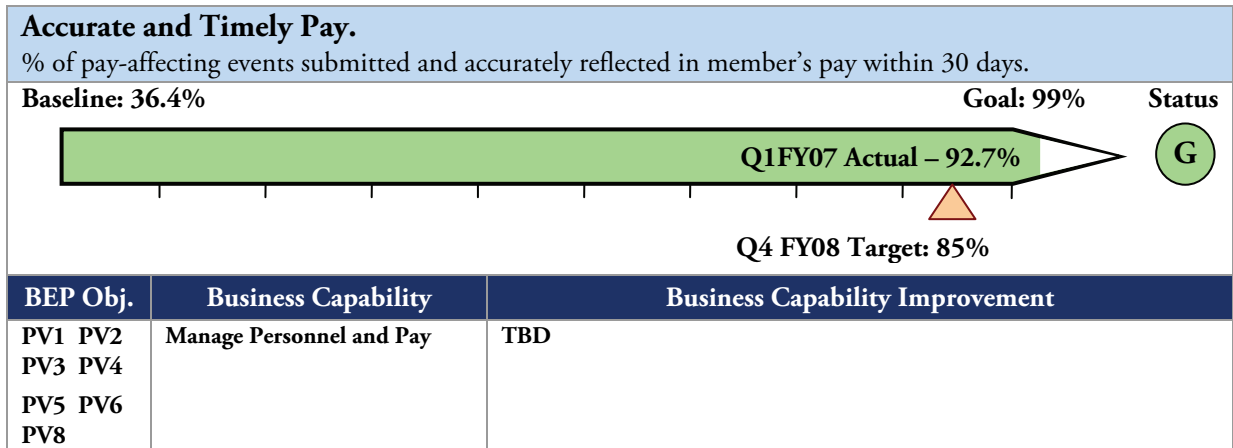 Accurate and Timely Pay.
% of pay-affecting events submitted and accurately reflected in member’s pay within 30 days.
Baseline: 36.4% Goal: 99% Status
Q1FY07 Actual – 92.7% G
Q4 FY08 Target: 85%
BEP Obj. Business Capability Business Capability Improvement
PV1 PV2 Manage Personnel and Pay TBD
PV3 PV4
PV5 PV6
PV8